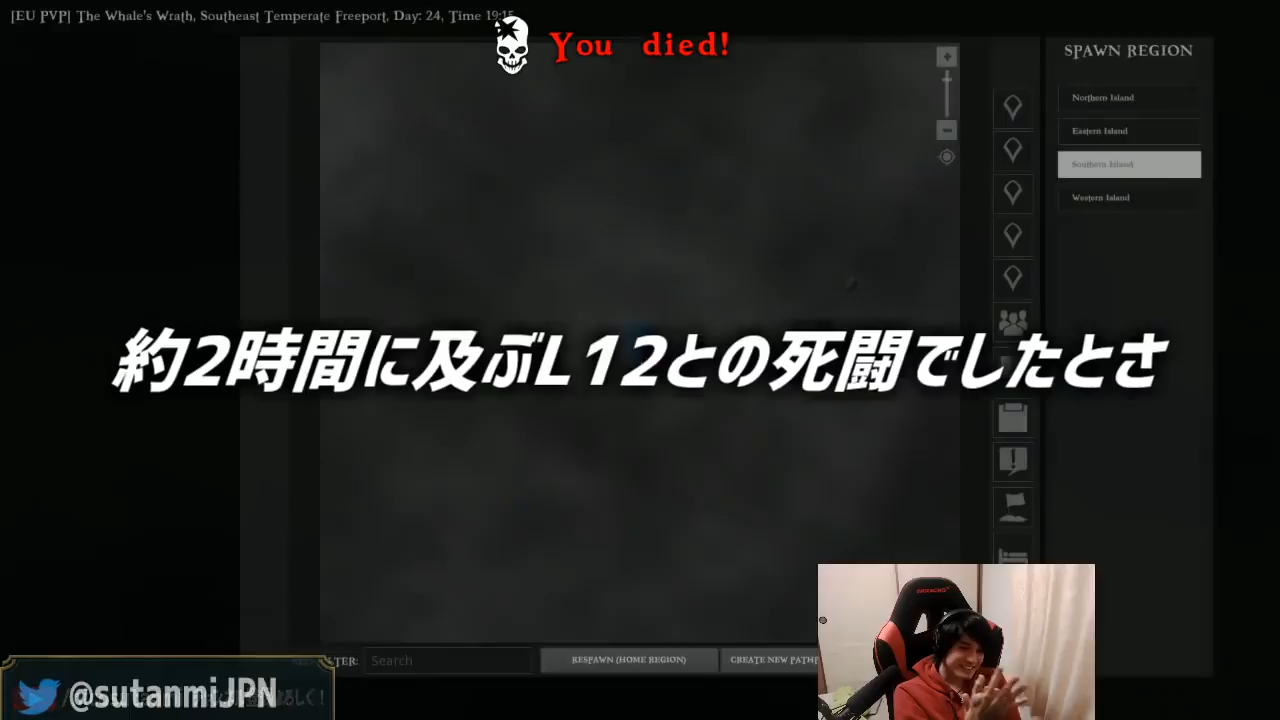 [EU PVP] The Whale's Wrath, Southeast Temperate Freeport, Day: 24, Time 19:15
You died!
SPAWN REGION
Northern Island
Eastern Island
Southern Island
Western Island
約2時間に及ぶL12との死闘でしたとさ
Search
RESPAWN (HOME REGION)
CREATE NEW PATH
@sutanmiJPN